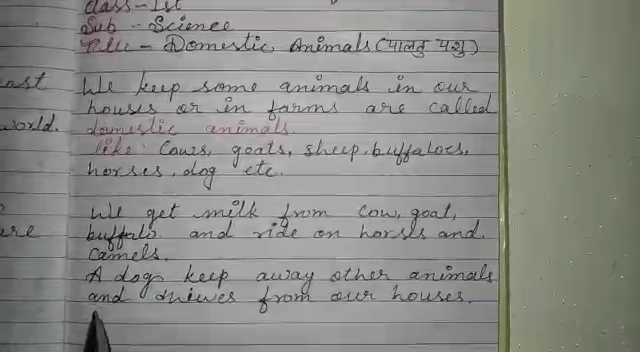 Class - Ist
Sub - Science
Title - Domestic Animals (पालतु पशु)
We keep some animals in our
houses or in farms are called
world.
domestic animals.
like : Cows, goats, sheep, buffaloes,
horses, dog etc.
We get milk from cow, goat,
buffalo and ride on horses and
camels.
A dog keep away other animals
and thieves from our houses.